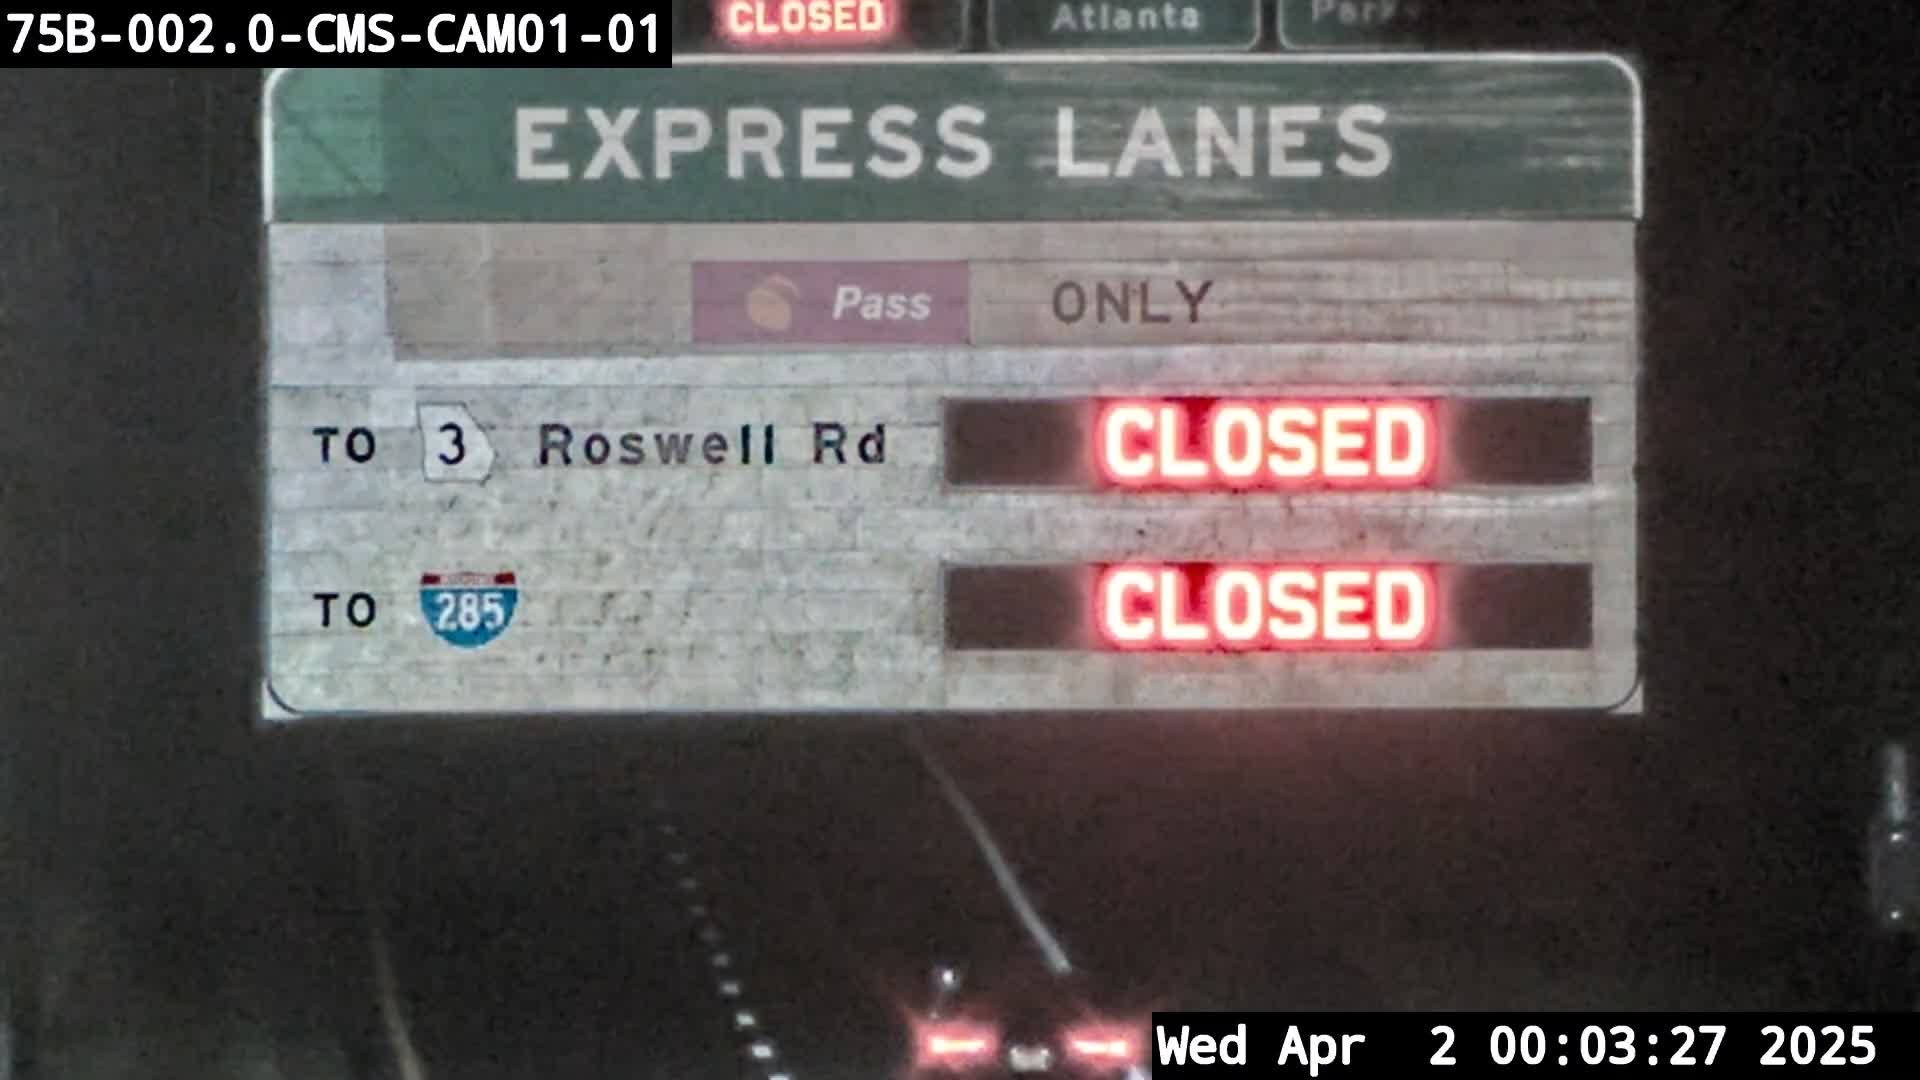 75B-002.0-CMS-CAM01-01
CLOSED
Atlanta
Park
EXPRESS LANES
Pass ONLY
TO 3 Roswell Rd CLOSED
TO 285 CLOSED
Wed Apr 2 00:03:27 2025